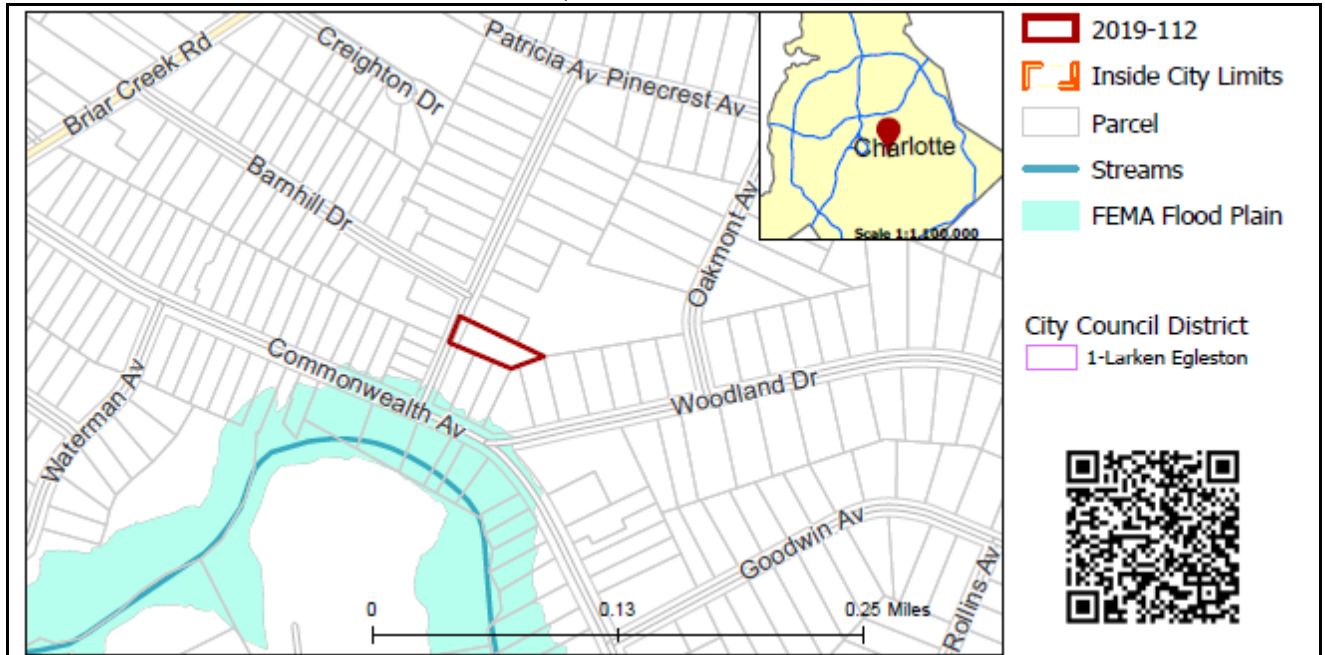 Briar Creek Rd
Creighton Dr
Patricia Av
Pinecrest Av
Barnhill Dr
Oakmont Av
Commonwealth Av
Waterman Av
Woodland Dr
Goodwin Av
Rollins Av
0 0.13 0.25 Miles
Charlotte
Scale 1:1,100,000
2019-112
Inside City Limits
Parcel
Streams
FEMA Flood Plain
City Council District
1-Larken Egleston